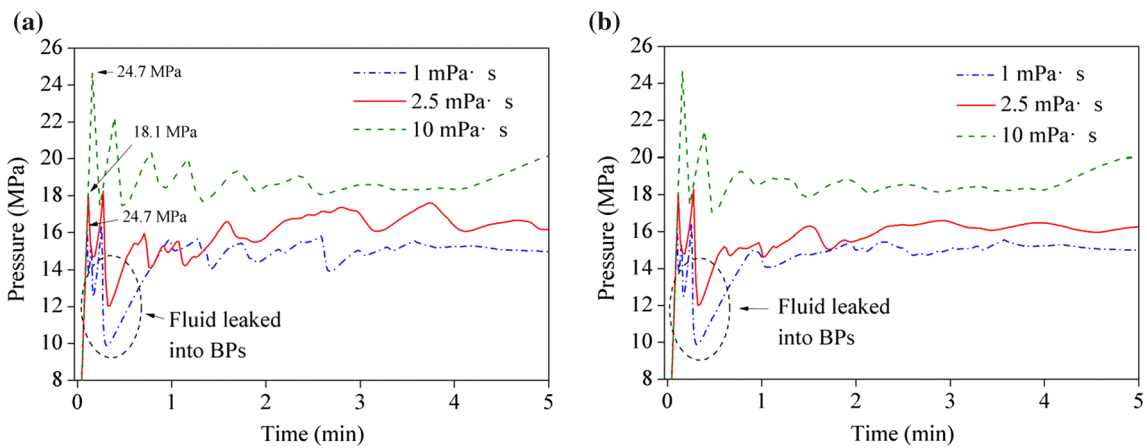 (a)
26
24
22
20
18
16
14
12
10
8
Pressure (MPa)
24.7 MPa
18.1 MPa
24.7 MPa
1 mPa· s
2.5 mPa· s
10 mPa· s
Fluid leaked
into BPs
0 1 2 3 4 5
Time (min)
(b)
26
24
22
20
18
16
14
12
10
8
Pressure (MPa)
1 mPa· s
2.5 mPa· s
10 mPa· s
Fluid leaked
into BPs
0 1 2 3 4 5
Time (min)